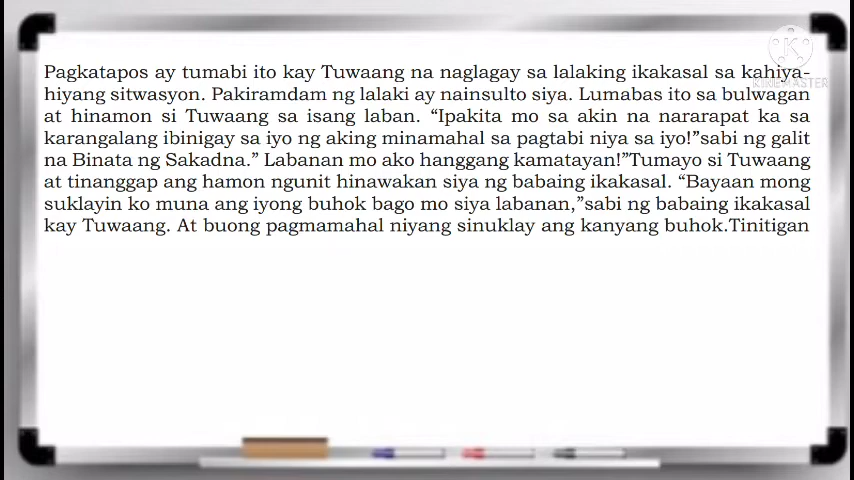 Pagkatapos ay tumabi ito kay Tuwaang na naglagay sa lalaking ikakasal sa kahiya-
hiyang sitwasyon. Pakiramdam ng lalaki ay nainsulto siya. Lumabas ito sa bulwagan
at hinamon si Tuwaang sa isang laban. “Ipakita mo sa akin na nararapat ka sa
karangalang ibinigay sa iyo ng aking minamahal sa pagtabi niya sa iyo!”sabi ng galit
na Binata ng Sakadna.” Labanan mo ako hanggang kamatayan!”Tumayo si Tuwaang
at tinanggap ang hamon ngunit hinawakan siya ng babaing ikakasal. “Bayaan mong
suklayin ko muna ang iyong buhok bago mo siya labanan,”sabi ng babaing ikakasal
kay Tuwaang. At buong pagmamahal niyang sinuklay ang kanyang buhok.Tinitigan
K
KINEMASTER